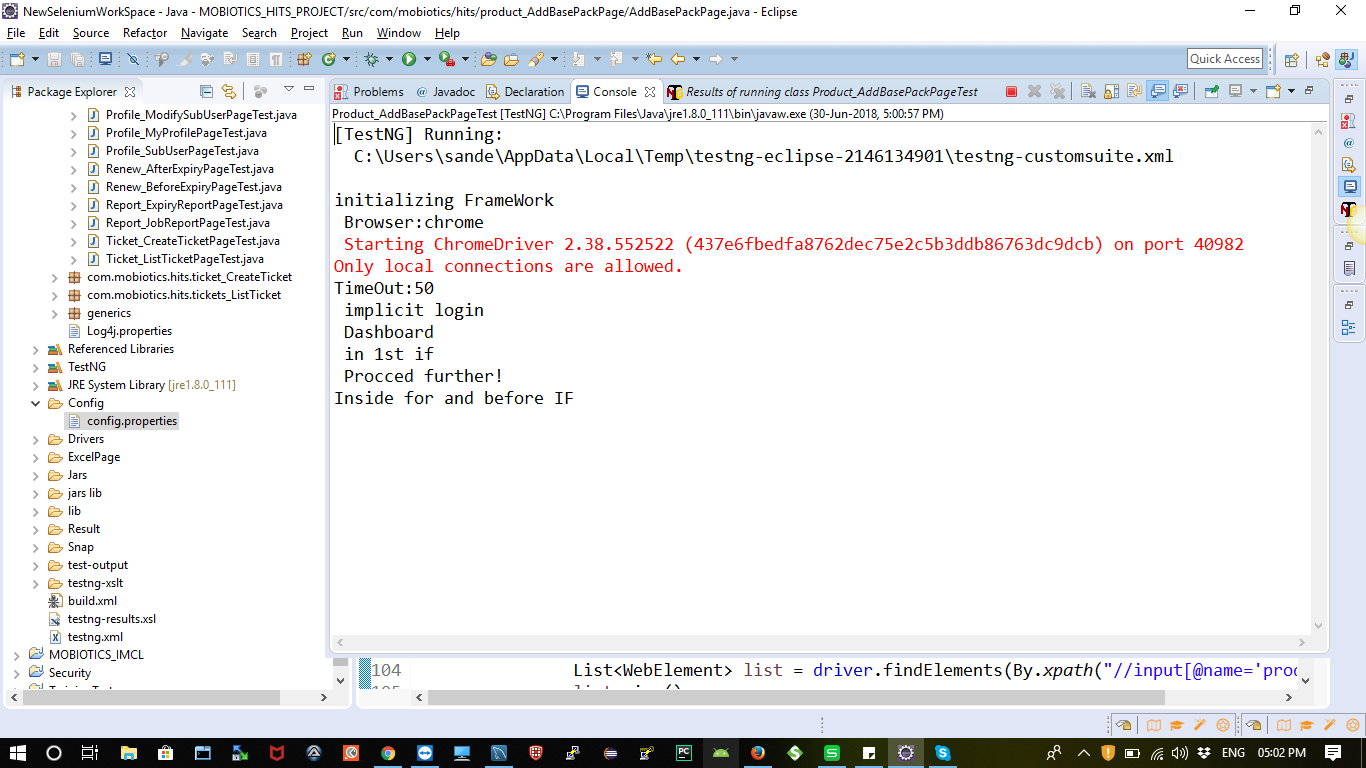 NewSeleniumWorkSpace - Java - MOBIOTICS_HITS_PROJECT/src/com/mobiotics/hits/product_AddBasePackPage/AddBasePackPage.java - Eclipse
File Edit Source Refactor Navigate Search Project Run Window Help
Quick Access
Package Explorer
Problems @ Javadoc Declaration Console Results of running class Product_AddBasePackPageTest
Product_AddBasePackPageTest [TestNG] C:\Program Files\Java\jre1.8.0_111\bin\javaw.exe (30-Jun-2018, 5:00:57 PM)
Profile_ModifySubUserPageTest.java
Profile_MyProfilePageTest.java
Profile_SubUserPageTest.java
Renew_AfterExpiryPageTest.java
Renew_BeforeExpiryPageTest.java
Report_ExpiryReportPageTest.java
Report_JobReportPageTest.java
Ticket_CreateTicketPageTest.java
Ticket_ListTicketPageTest.java
com.mobiotics.hits.ticket_CreateTicket
com.mobiotics.hits.tickets_ListTicket
generics
Log4j.properties
Referenced Libraries
TestNG
JRE System Library [jre1.8.0_111]
Config
config.properties
Drivers
ExcelPage
Jars
jars lib
lib
Result
Snap
test-output
testng-xslt
build.xml
testng-results.xsl
testng.xml
MOBIOTICS_IMCL
Security
[TestNG] Running:
C:\Users\sande\AppData\Local\Temp\testng-eclipse-2146134901\testng-customsuite.xml
initializing FrameWork
Browser:chrome
Starting ChromeDriver 2.38.552522 (437e6fbedfa8762dec75e2c5b3ddb86763dc9dcb) on port 40982
Only local connections are allowed.
TimeOut:50
implicit login
Dashboard
in 1st if
Procced further!
Inside for and before IF
104 List<WebElement> list = driver.findElements(By.xpath("//input[@name='prod
ENG 05:02 PM